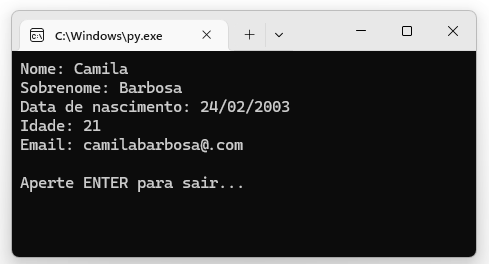 C:\Windows\py.exe
Nome: Camila
Sobrenome: Barbosa
Data de nascimento: 24/02/2003
Idade: 21
Email: camilabarbosa@.com
Aperte ENTER para sair...